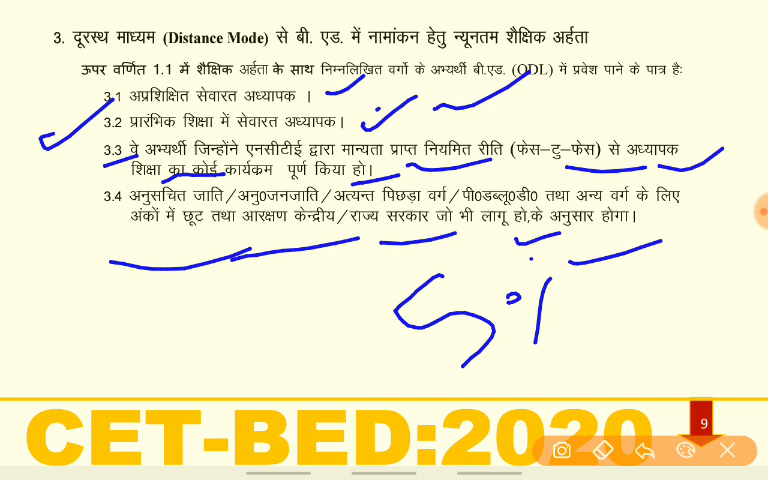 3. दूरस्थ माध्यम (Distance Mode) से बी. एड. में नामांकन हेतु न्यूनतम शैक्षिक अर्हता
ऊपर वर्णित 1.1 में शैक्षिक अर्हता के साथ निम्नलिखित वर्गो के अभ्यर्थी बी.एड. (ODL) में प्रवेश पाने के पात्र हैः
3.1 अप्रशिक्षित सेवारत अध्यापक ।
3.2 प्रारंभिक शिक्षा में सेवारत अध्यापक।
3.3 वे अभ्यर्थी जिन्होंने एनसीटीई द्वारा मान्यता प्राप्त नियमित रीति (फेस–टु–फेस) से अध्यापक
शिक्षा का कोई कार्यक्रम पूर्ण किया हो।
3.4 अनुसचित जाति/अनु0जनजाति/अत्यन्त पिछड़ा वर्ग/पी0डब्लू0डी0 तथा अन्य वर्ग के लिए
अंकों में छूट तथा आरक्षण केन्द्रीय/राज्य सरकार जो भी लागू हो,के अनुसार होगा।
5%
CET-BED:2020
9